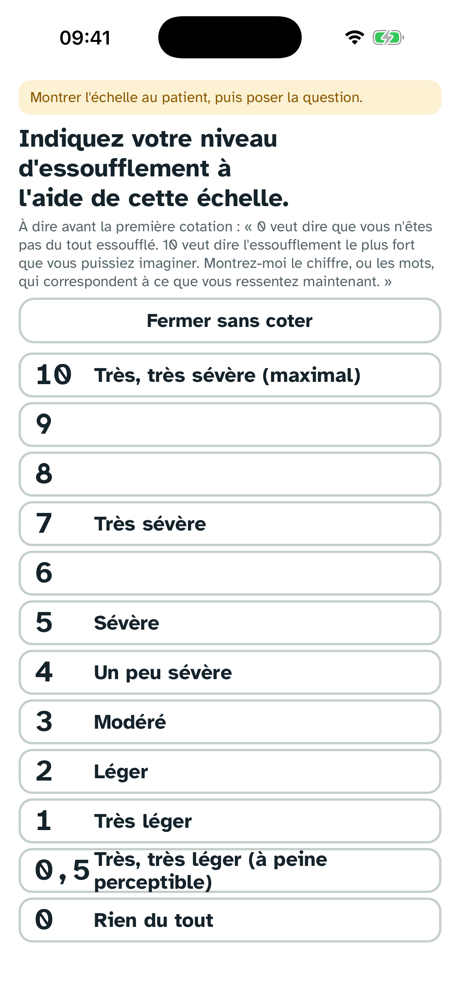 09:41
Montrer l'échelle au patient, puis poser la question.
Indiquez votre niveau
d'essoufflement à
l'aide de cette échelle.
À dire avant la première cotation : « 0 veut dire que vous n'êtes
pas du tout essoufflé. 10 veut dire l'essoufflement le plus fort
que vous puissiez imaginer. Montrez-moi le chiffre, ou les mots,
qui correspondent à ce que vous ressentez maintenant. »
Fermer sans coter
10 Très, très sévère (maximal)
9
8
7 Très sévère
6
5 Sévère
4 Un peu sévère
3 Modéré
2 Léger
1 Très léger
0,5 Très, très léger (à peine
perceptible)
0 Rien du tout